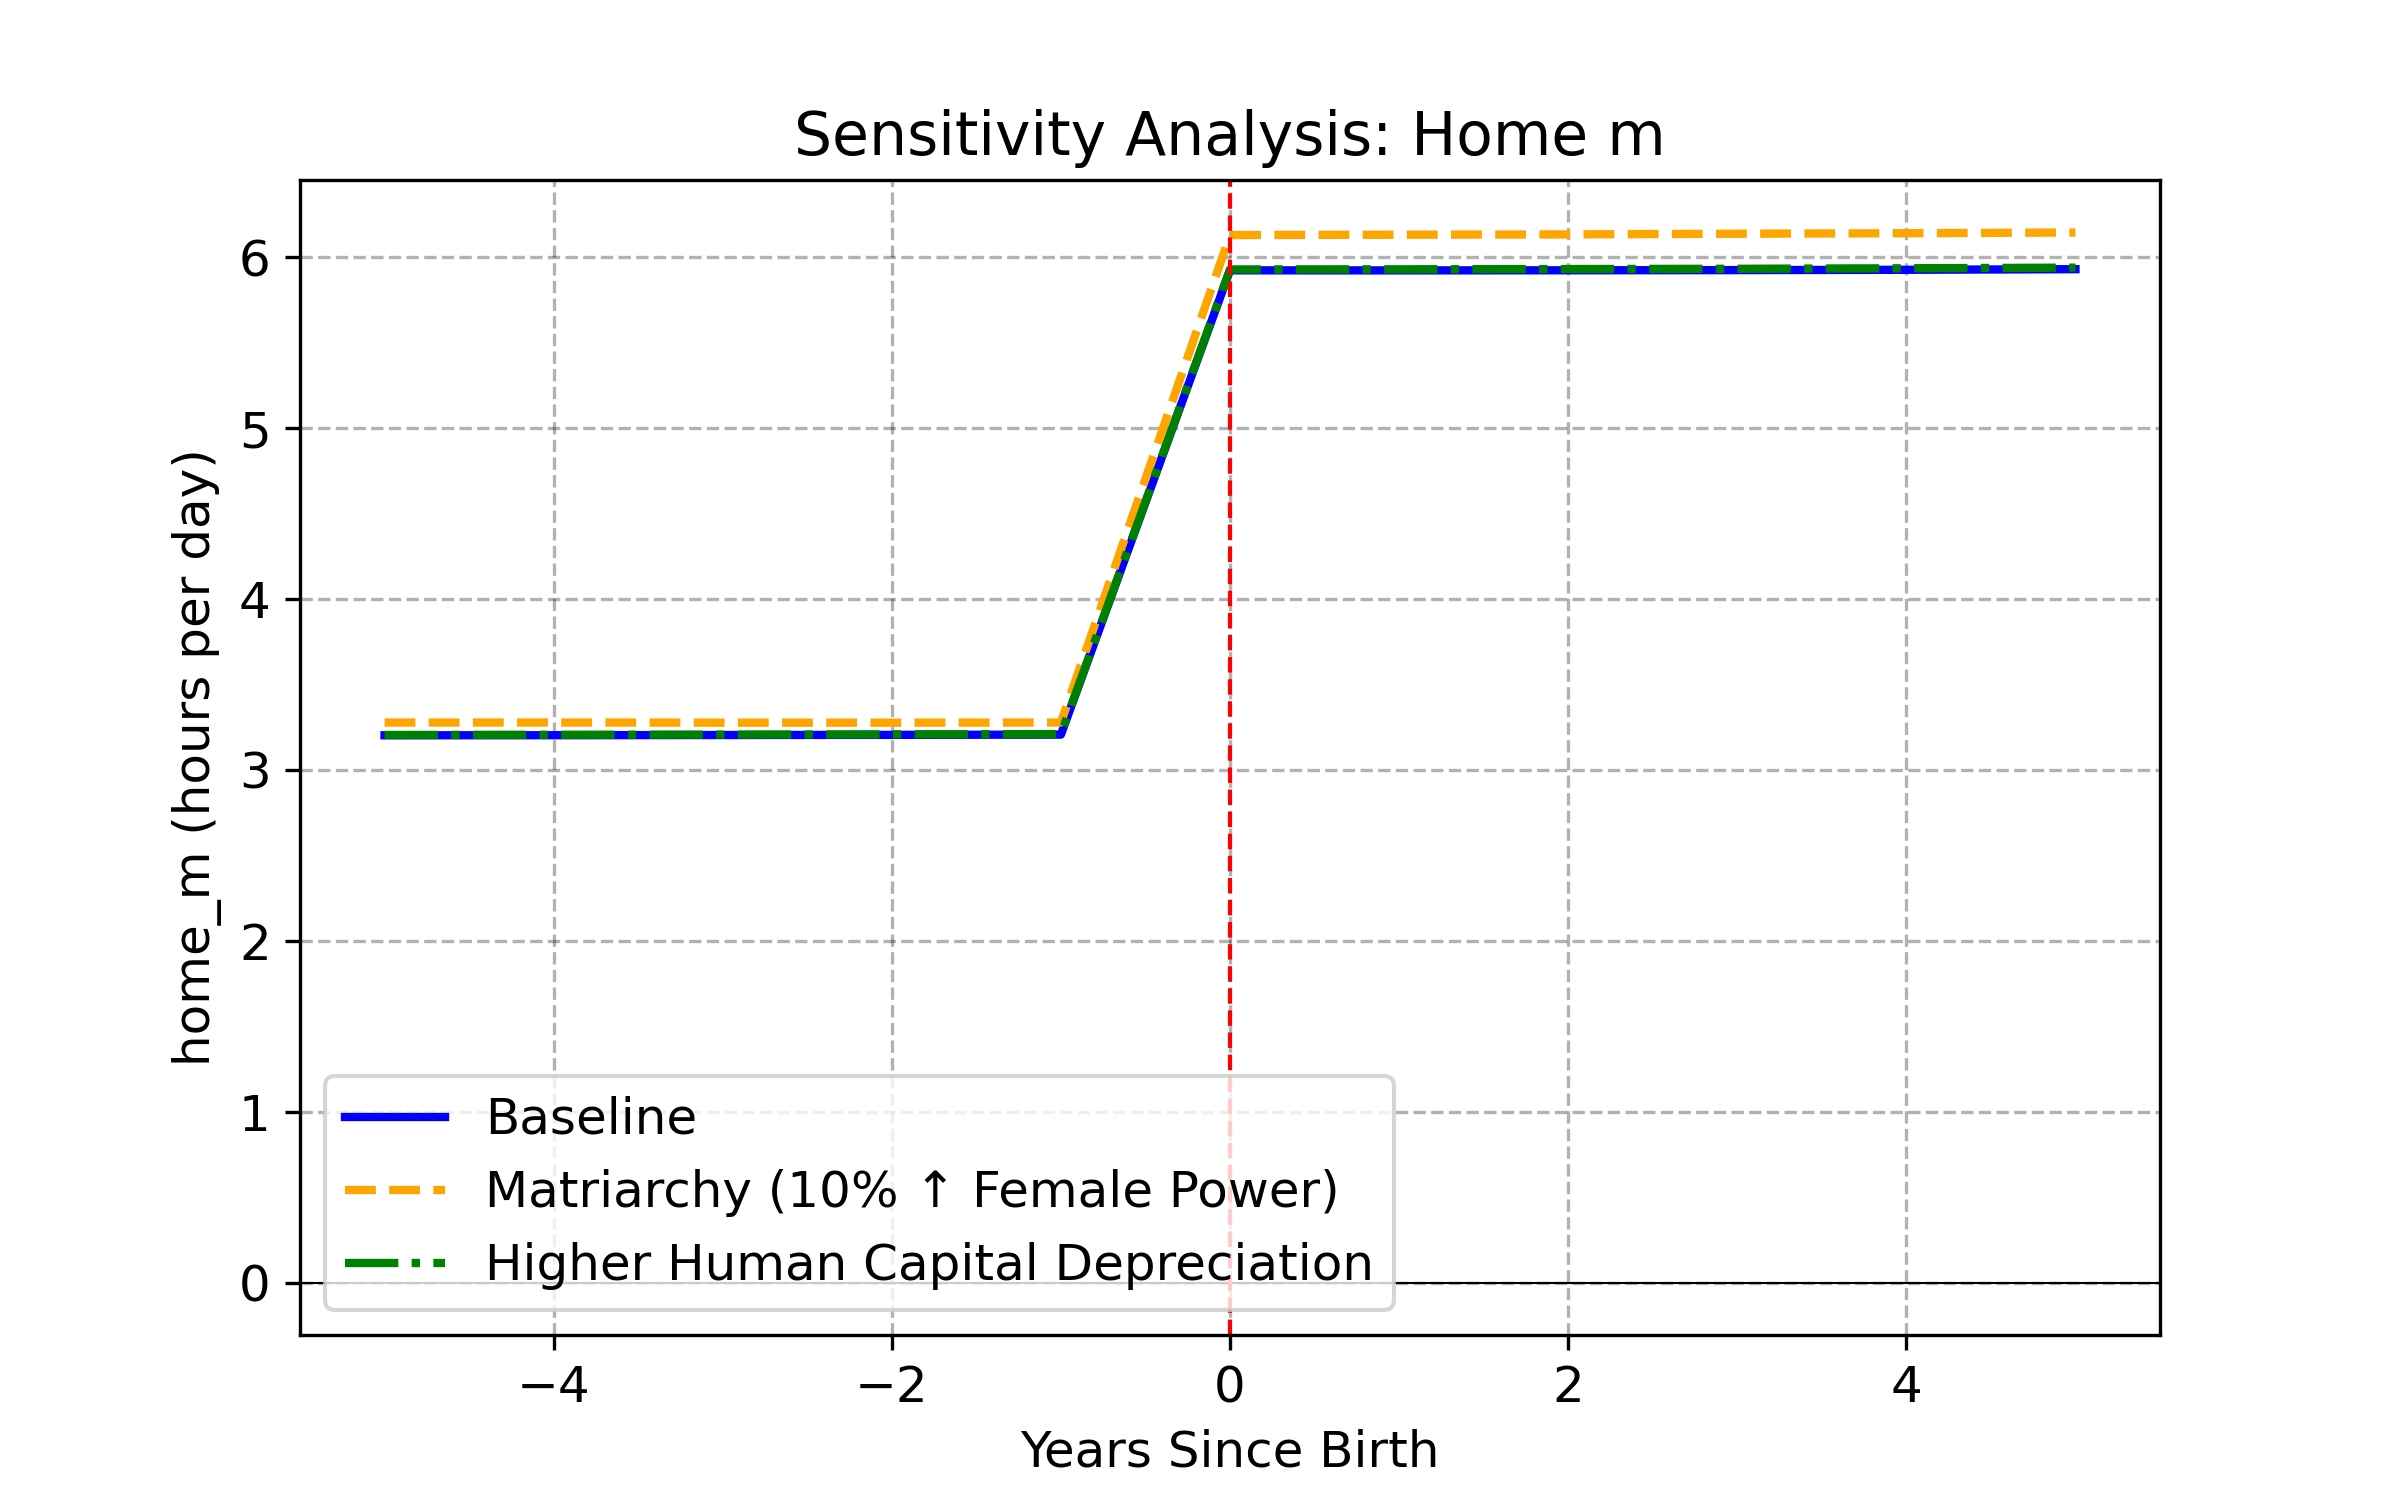 Sensitivity Analysis: Home m
home_m (hours per day)
6
5
4
3
2
1
0
Baseline
Matriarchy (10% ↑ Female Power)
Higher Human Capital Depreciation
−4 −2 0 2 4
Years Since Birth